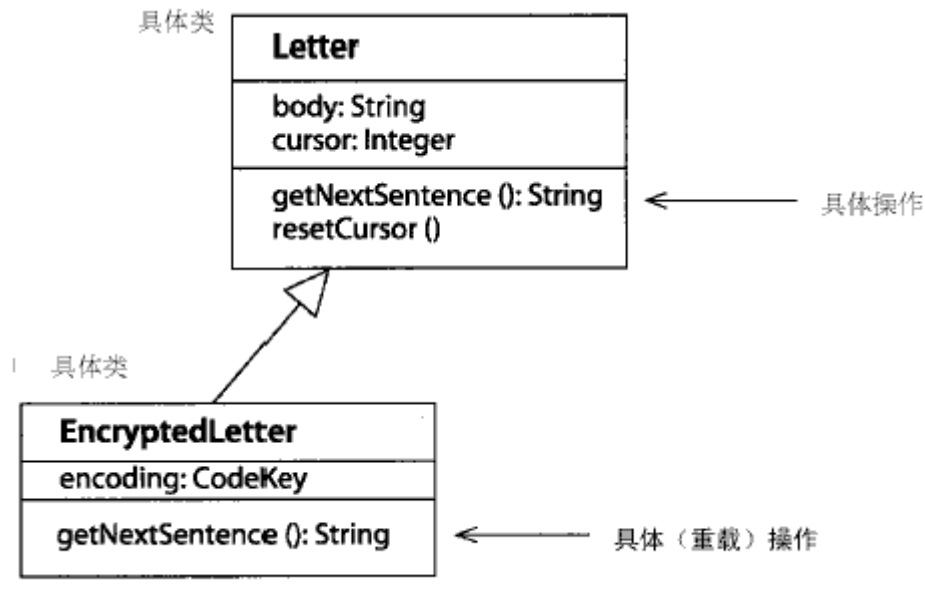 具体类
Letter
body: String
cursor: Integer
getNextSentence (): String
resetCursor ()
具体操作
具体类
EncryptedLetter
encoding: CodeKey
getNextSentence (): String
具体（重载）操作